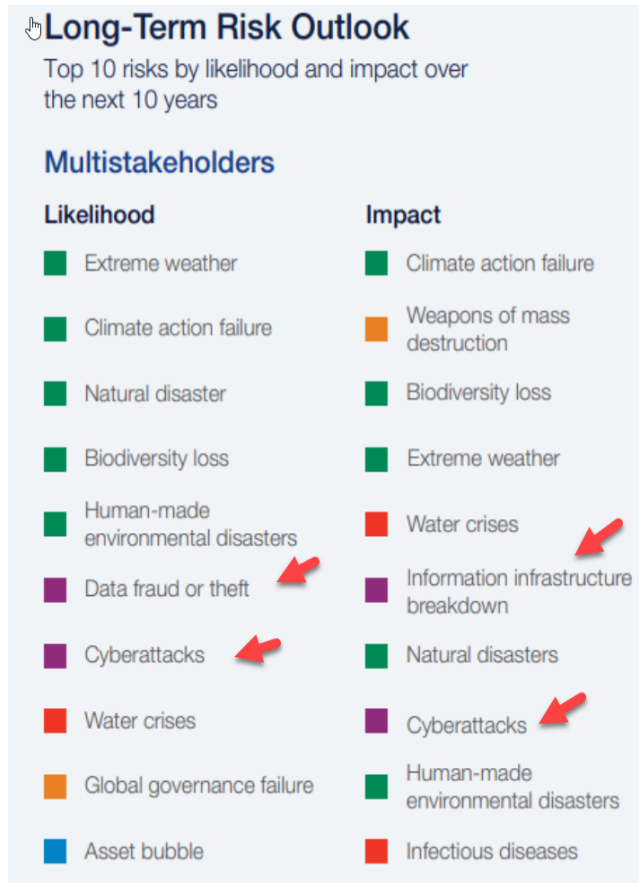 Long-Term Risk Outlook
Top 10 risks by likelihood and impact over
the next 10 years
Multistakeholders
Likelihood
Extreme weather
Climate action failure
Natural disaster
Biodiversity loss
Human-made
environmental disasters
Data fraud or theft
Cyberattacks
Water crises
Global governance failure
Asset bubble
Impact
Climate action failure
Weapons of mass
destruction
Biodiversity loss
Extreme weather
Water crises
Information infrastructure
breakdown
Natural disasters
Cyberattacks
Human-made
environmental disasters
Infectious diseases